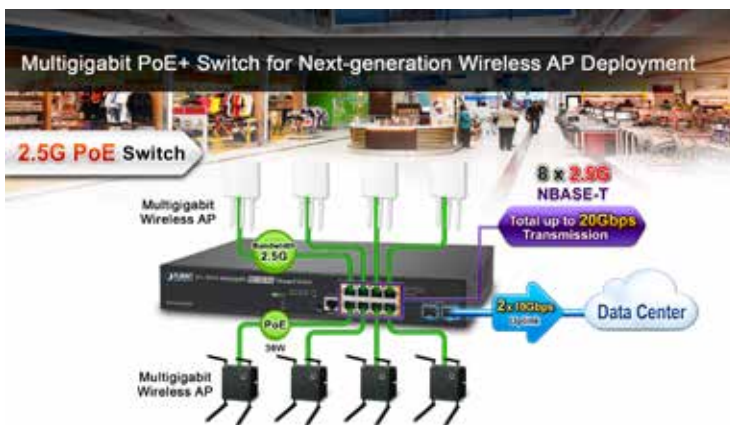 Multigigabit PoE+ Switch for Next-generation Wireless AP Deployment
2.5G PoE Switch
8 x 2.5G
NBASE-T
Multigigabit
Wireless AP
Total up to 20Gbps
Transmission
Bandwidth
2.5G
PLANET
2 x 10Gbps
Uplink
Data Center
PoE
30W
Multigigabit
Wireless AP